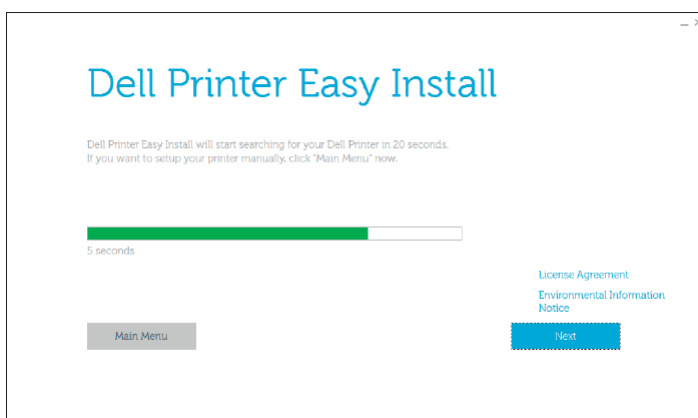 Dell Printer Easy Install
Dell Printer Easy Install will start searching for your Dell Printer in 20 seconds.
If you want to setup your printer manually, click "Main Menu" now.
5 seconds
License Agreement
Environmental Information
Notice
Main Menu
Next